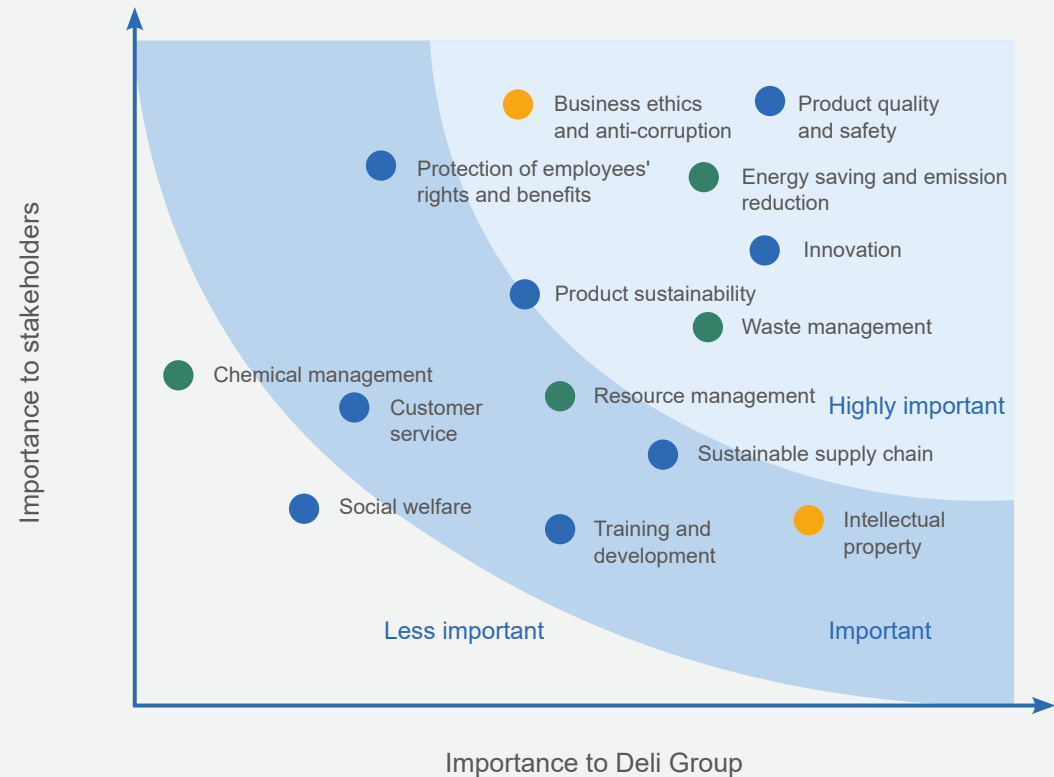 Importance to stakeholders
Business ethics
and anti-corruption
Product quality
and safety
Protection of employees'
rights and benefits
Energy saving and emission
reduction
Innovation
Product sustainability
Waste management
Chemical management
Customer
service
Resource management
Highly important
Sustainable supply chain
Social welfare
Training and
development
Intellectual
property
Less important
Important
Importance to Deli Group